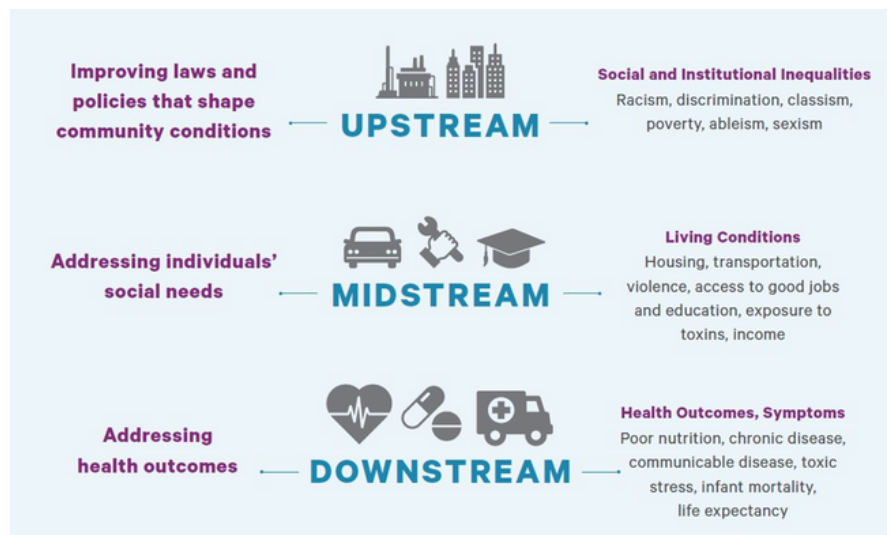 Improving laws and
policies that shape
community conditions
UPSTREAM
Social and Institutional Inequalities
Racism, discrimination, classism,
poverty, ableism, sexism
Addressing individuals’
social needs
MIDSTREAM
Living Conditions
Housing, transportation,
violence, access to good jobs
and education, exposure to
toxins, income
Addressing
health outcomes
DOWNSTREAM
Health Outcomes, Symptoms
Poor nutrition, chronic disease,
communicable disease, toxic
stress, infant mortality,
life expectancy